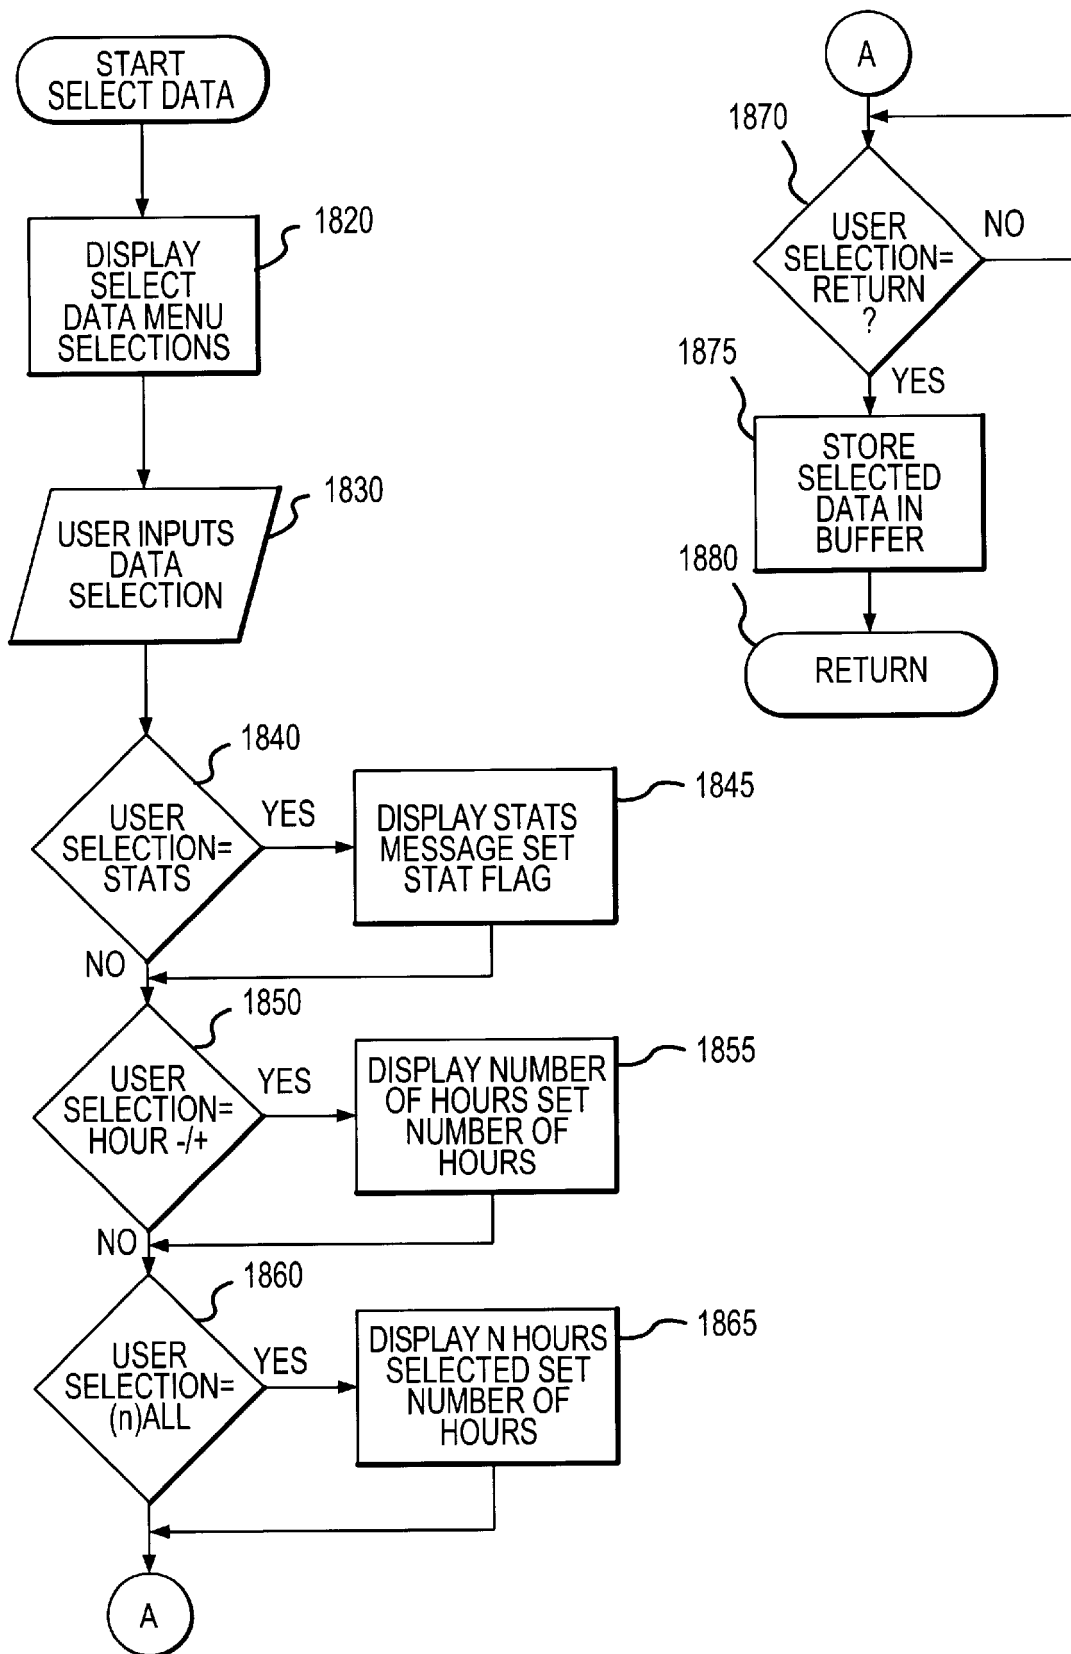 START
SELECT DATA
1820
DISPLAY
SELECT
DATA MENU
SELECTIONS
1830
USER INPUTS
DATA
SELECTION
1840
USER
SELECTION=
STATS
YES
1845
DISPLAY STATS
MESSAGE SET
STAT FLAG
NO
1850
USER
SELECTION=
HOUR -/+
YES
1855
DISPLAY NUMBER
OF HOURS SET
NUMBER OF
HOURS
NO
1860
USER
SELECTION=
(n)ALL
YES
1865
DISPLAY N HOURS
SELECTED SET
NUMBER OF
HOURS
A
A
1870
USER
SELECTION=
RETURN
?
NO
YES
1875
STORE
SELECTED
DATA IN
BUFFER
1880
RETURN